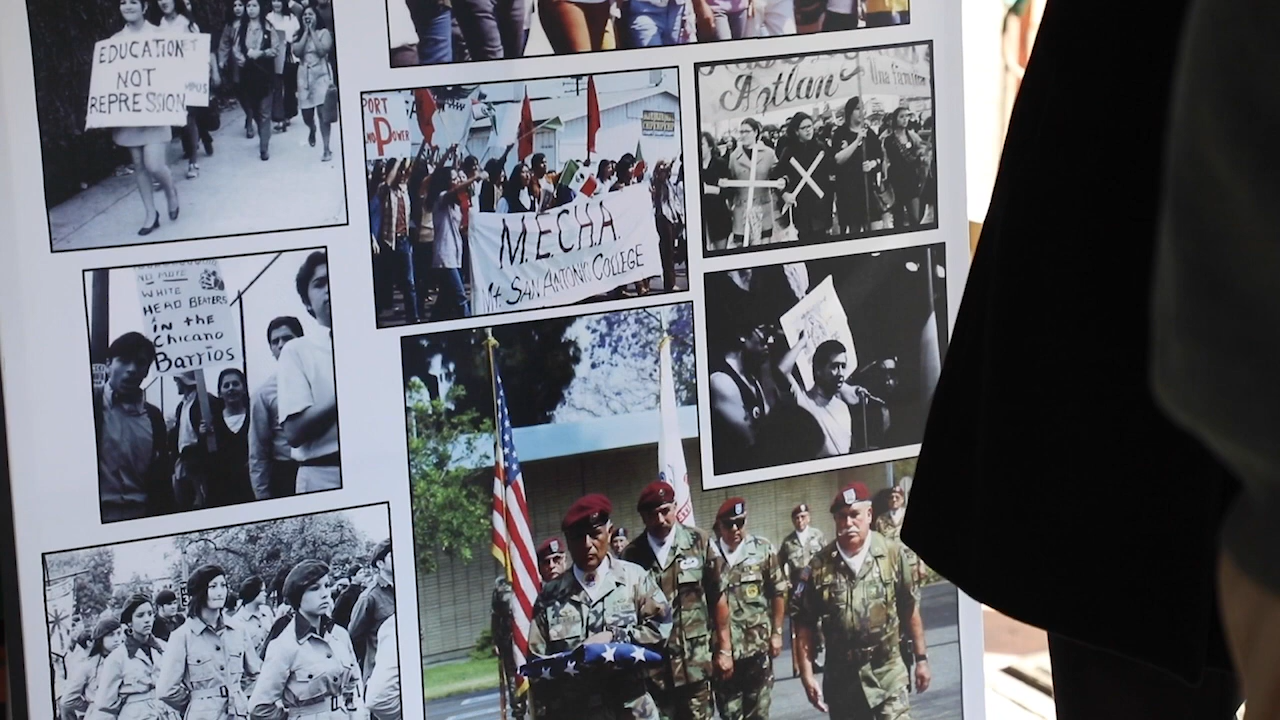 EDUCATION
NOT
REPRESSION
PORT
POWER
M.E.CH.A.
Mt. SAN ANTONIO COLLEGE
Aztlan
NO MORE
WHITE
HEAD BEATERS
in the
Chicano
Barrios